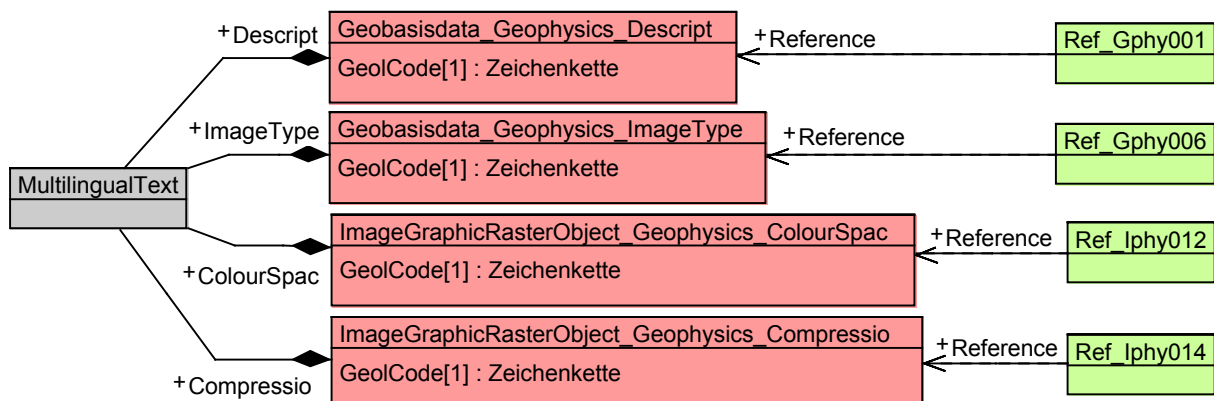 +Descript
Geobasisdata_Geophysics_Descript
GeolCode[1] : Zeichenkette
+Reference
Ref_Gphy001
+ImageType
Geobasisdata_Geophysics_ImageType
GeolCode[1] : Zeichenkette
+Reference
Ref_Gphy006
MultilingualText
ImageGraphicRasterObject_Geophysics_ColourSpac
GeolCode[1] : Zeichenkette
+ColourSpac
+Reference
Ref_Iphy012
ImageGraphicRasterObject_Geophysics_Compressio
GeolCode[1] : Zeichenkette
+Compressio
+Reference
Ref_Iphy014